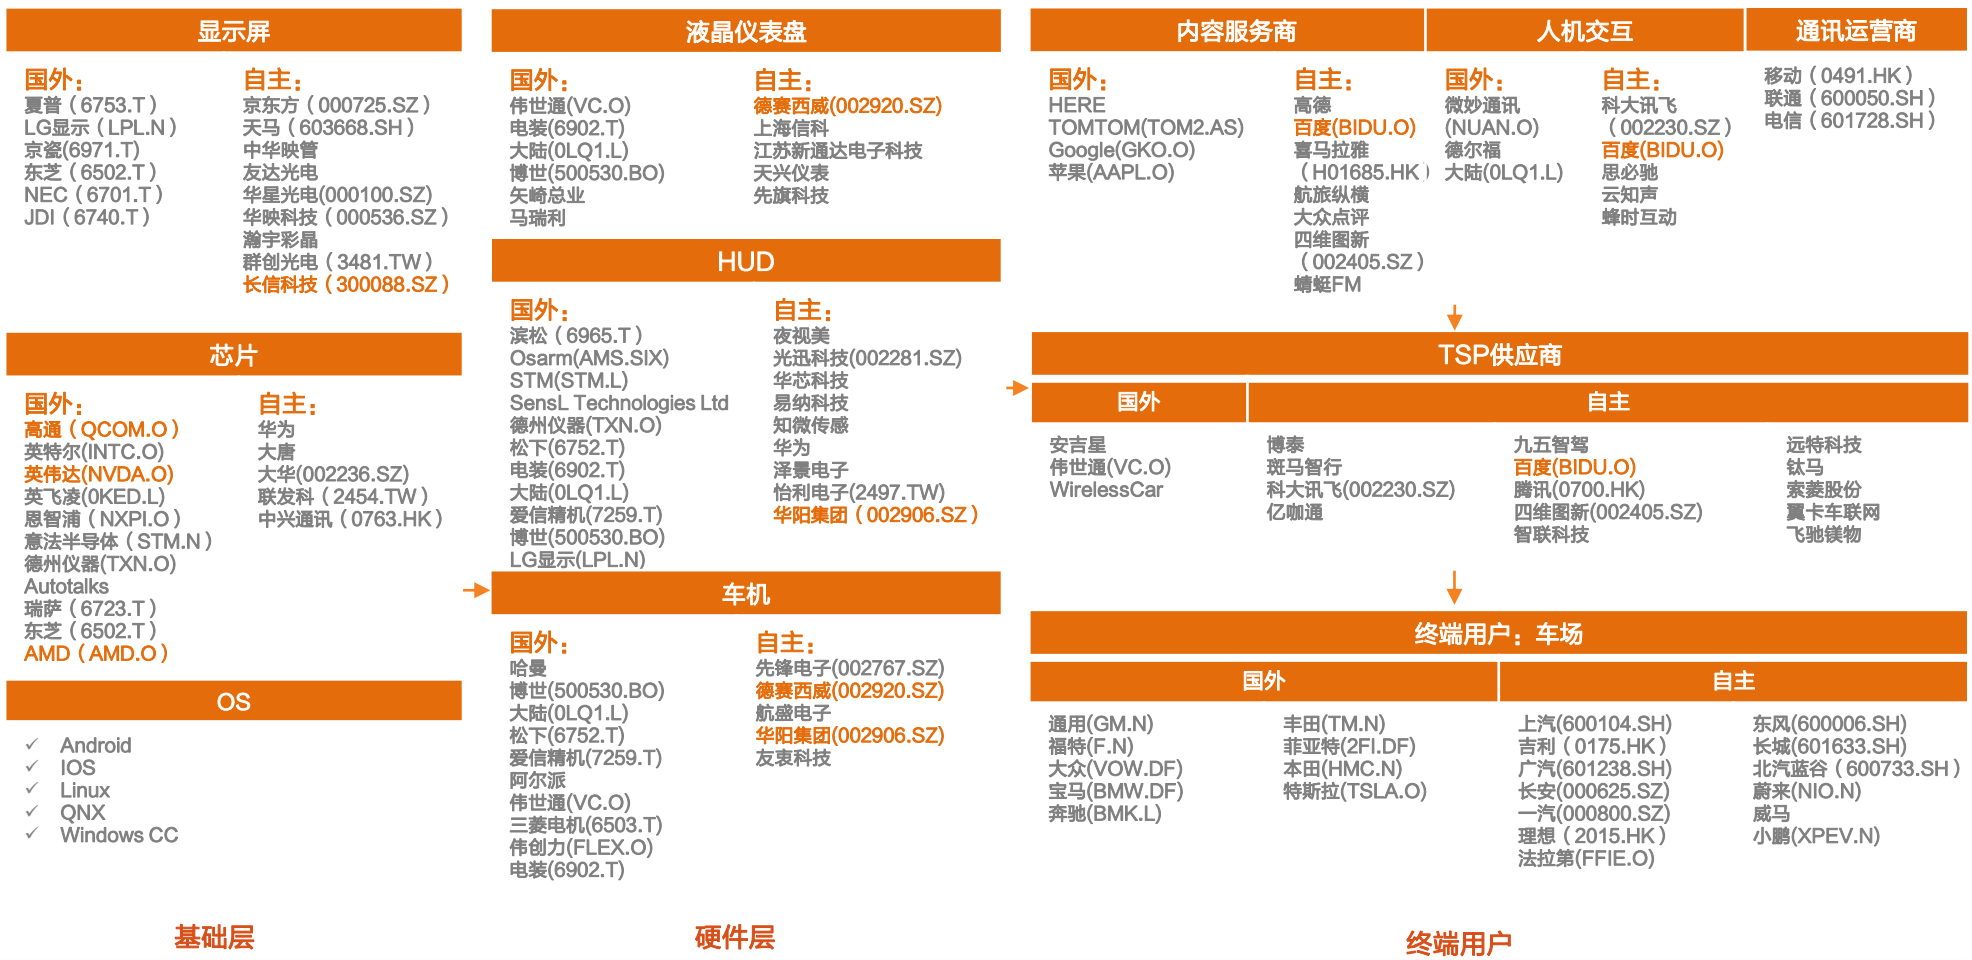 显示屏
国外：
夏普（6753.T）
LG显示（LPL.N）
京瓷(6971.T)
东芝（6502.T）
NEC（6701.T）
JDI（6740.T）
自主：
京东方（000725.SZ）
天马（603668.SH）
中华映管
友达光电
华星光电(000100.SZ)
华映科技（000536.SZ）
瀚宇彩晶
群创光电（3481.TW）
长信科技（300088.SZ）
芯片
国外：
高通（QCOM.O）
英特尔(INTC.O)
英伟达(NVDA.O)
英飞凌(0KED.L)
恩智浦（NXPI.O）
意法半导体（STM.N）
德州仪器(TXN.O)
Autotalks
瑞萨（6723.T）
东芝（6502.T）
AMD（AMD.O）
自主：
华为
大唐
大华(002236.SZ)
联发科（2454.TW）
中兴通讯（0763.HK）
OS
✓ Android
✓ IOS
✓ Linux
✓ QNX
✓ Windows CC
基础层
液晶仪表盘
国外：
伟世通(VC.O)
电装(6902.T)
大陆(0LQ1.L)
博世(500530.BO)
矢崎总业
马瑞利
自主：
德赛西威(002920.SZ)
上海信科
江苏新通达电子科技
天兴仪表
先旗科技
HUD
国外：
滨松（6965.T）
Osarm(AMS.SIX)
STM(STM.L)
SensL Technologies Ltd
德州仪器(TXN.O)
松下(6752.T)
电装(6902.T)
大陆(0LQ1.L)
爱信精机(7259.T)
博世(500530.BO)
LG显示(LPL.N)
自主：
夜视美
光迅科技(002281.SZ)
华芯科技
易纳科技
知微传感
华为
泽景电子
怡利电子(2497.TW)
华阳集团（002906.SZ）
车机
国外：
哈曼
博世(500530.BO)
大陆(0LQ1.L)
松下(6752.T)
爱信精机(7259.T)
阿尔派
伟世通(VC.O)
三菱电机(6503.T)
伟创力(FLEX.O)
电装(6902.T)
自主：
先锋电子(002767.SZ)
德赛西威(002920.SZ)
航盛电子
华阳集团(002906.SZ)
友衷科技
硬件层
内容服务商
国外：
HERE
TOMTOM(TOM2.AS)
Google(GKO.O)
苹果(AAPL.O)
自主：
高德
百度(BIDU.O)
喜马拉雅
（H01685.HK）
航旅纵横
大众点评
四维图新
（002405.SZ）
蜻蜓FM
人机交互
国外：
微妙通讯
(NUAN.O)
德尔福
大陆(0LQ1.L)
自主：
科大讯飞
（002230.SZ）
百度(BIDU.O)
思必驰
云知声
蜂时互动
通讯运营商
移动（0491.HK）
联通（600050.SH）
电信（601728.SH）
TSP供应商
国外
安吉星
伟世通(VC.O)
WirelessCar
自主
博泰
斑马智行
科大讯飞(002230.SZ)
亿咖通
九五智驾
百度(BIDU.O)
腾讯(0700.HK)
四维图新(002405.SZ)
智联科技
远特科技
钛马
索菱股份
翼卡车联网
飞驰镁物
终端用户：车场
国外
通用(GM.N)
福特(F.N)
大众(VOW.DF)
宝马(BMW.DF)
奔驰(BMK.L)
丰田(TM.N)
菲亚特(2FI.DF)
本田(HMC.N)
特斯拉(TSLA.O)
自主
上汽(600104.SH)
吉利（0175.HK）
广汽(601238.SH)
长安(000625.SZ)
一汽(000800.SZ)
理想（2015.HK）
法拉第(FFIE.O)
东风(600006.SH)
长城(601633.SH)
北汽蓝谷（600733.SH）
蔚来(NIO.N)
威马
小鹏(XPEV.N)
终端用户